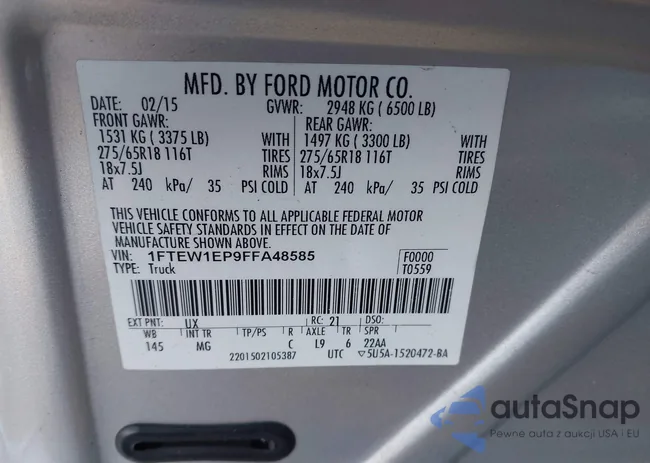 MFD. BY FORD MOTOR CO.
DATE: 02/15 GVWR: 2948 KG ( 6500 LB)
FRONT GAWR: REAR GAWR:
1531 KG ( 3375 LB) WITH 1497 KG ( 3300 LB) WITH
275/65R18 116T TIRES 275/65R18 116T TIRES
18x7.5J RIMS 18x7.5J RIMS
AT 240 kPa/ 35 PSI COLD AT 240 kPa/ 35 PSI COLD
THIS VEHICLE CONFORMS TO ALL APPLICABLE FEDERAL MOTOR
VEHICLE SAFETY STANDARDS IN EFFECT ON THE DATE OF
MANUFACTURE SHOWN ABOVE.
VIN: 1FTEW1EP9FFA48585 F0000
TYPE: Truck T0559
EXT PNT: UX RC: 21 DSO:
WB INT TR TP/PS R AXLE TR SPR
145 MG C L9 6 22AA
2201502105387 UTC ▽5U5A-1520472-BA
autaSnap
Pewne auta z aukcji USA i EU